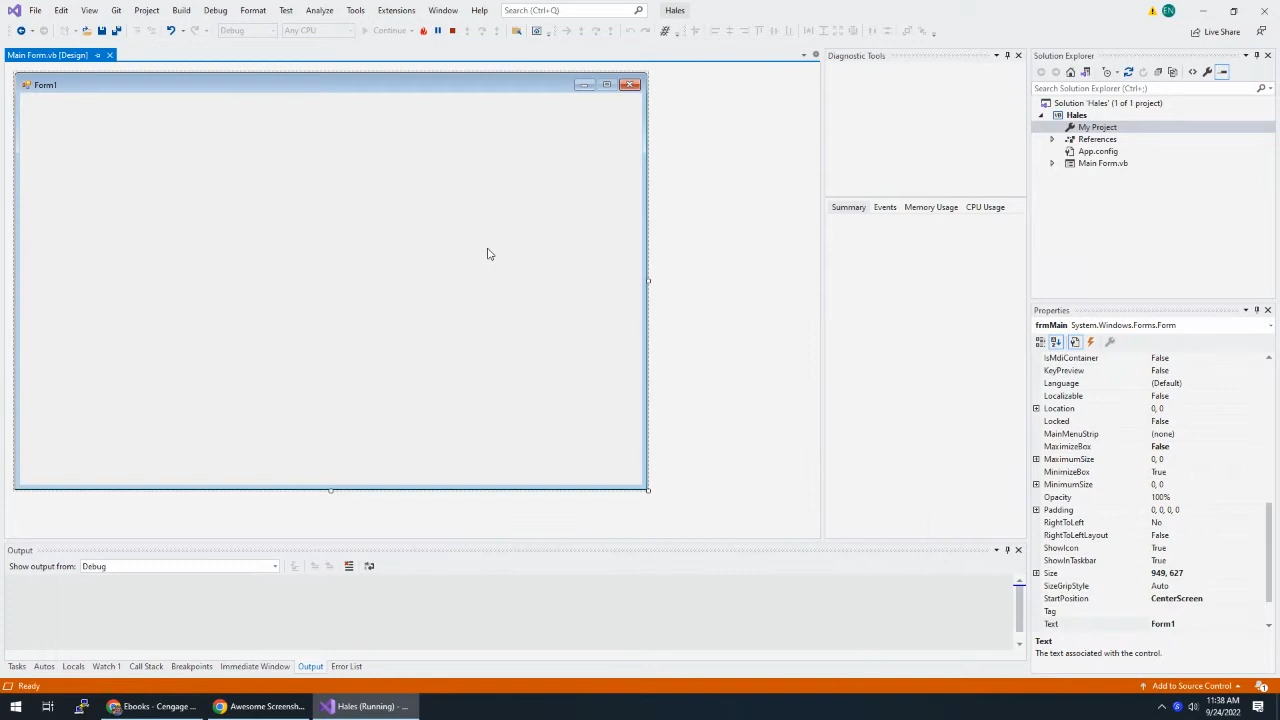 File Edit View Git Project Build Debug Format Test Analyze Tools Extensions Window Help Search (Ctrl+Q) Hales EN
Debug Any CPU Continue Live Share
Main Form.vb [Design]
Form1
Diagnostic Tools
Summary Events Memory Usage CPU Usage
Solution Explorer
Search Solution Explorer (Ctrl+;)
Solution 'Hales' (1 of 1 project)
VB Hales
My Project
References
App.config
Main Form.vb
Properties
frmMain System.Windows.Forms.Form
IsMdiContainer False
KeyPreview False
Language (Default)
Localizable False
Location 0, 0
Locked False
MainMenuStrip (none)
MaximizeBox False
MaximumSize 0, 0
MinimizeBox True
MinimumSize 0, 0
Opacity 100%
Padding 0, 0, 0, 0
RightToLeft No
RightToLeftLayout False
ShowIcon True
ShowInTaskbar True
Size 949, 627
SizeGripStyle Auto
StartPosition CenterScreen
Tag
Text Form1
Text
The text associated with the control.
Output
Show output from: Debug
Tasks Autos Locals Watch 1 Call Stack Breakpoints Immediate Window Output Error List
Ready Add to Source Control 1
Ebooks - Cengage ... Awesome Screensh... Hales (Running) - ... 11:38 AM
9/24/2022